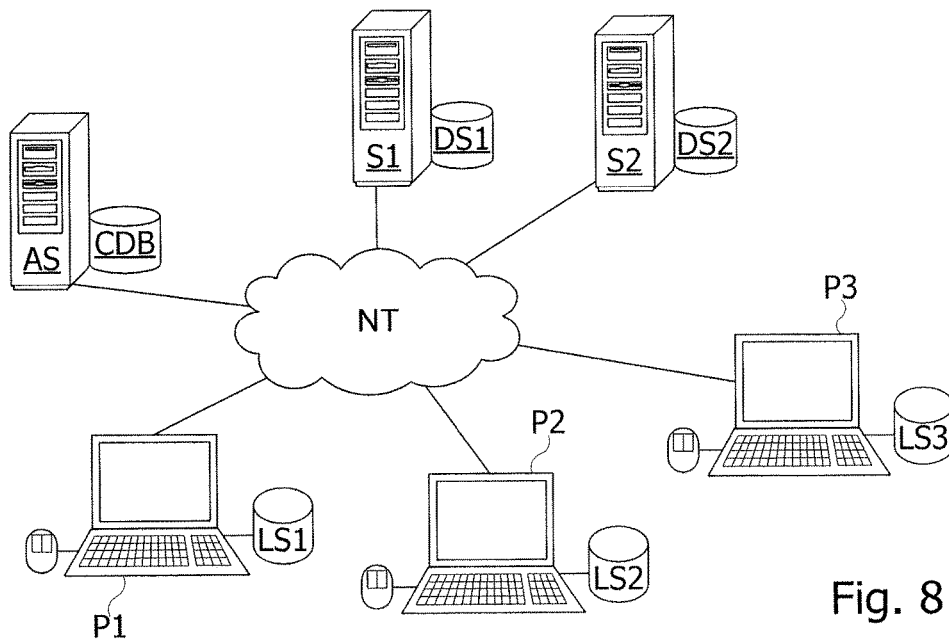 S1
DS1
S2
DS2
AS
CDB
NT
P3
LS3
P2
LS1
LS2
P1
Fig. 8